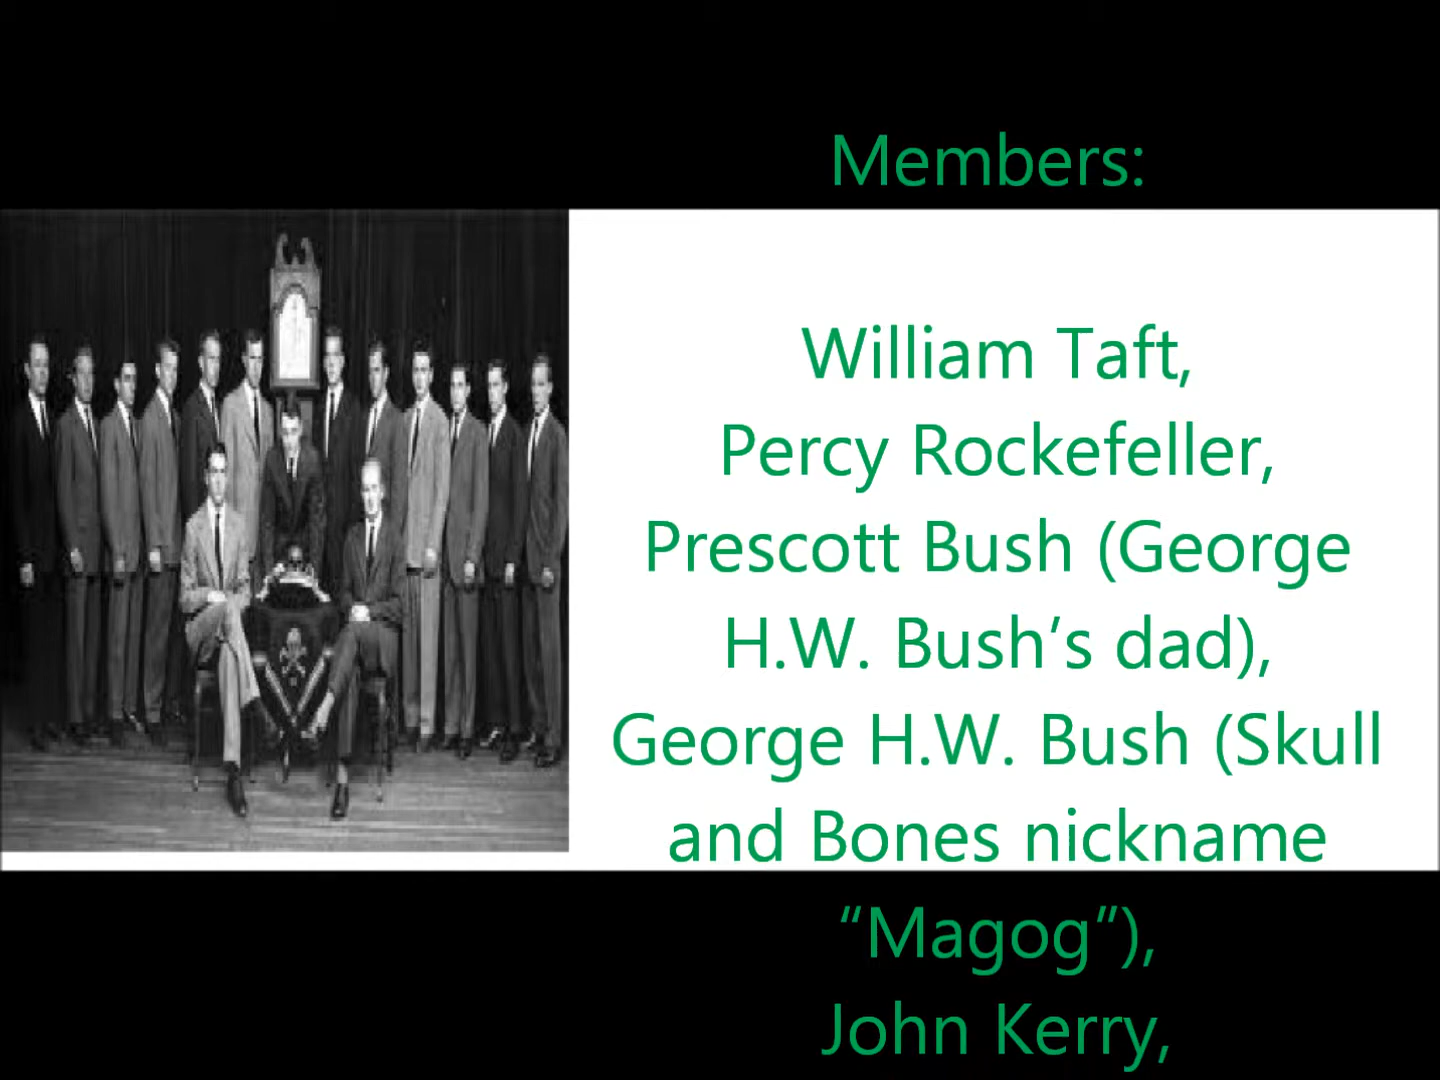 Members:
William Taft,
Percy Rockefeller,
Prescott Bush (George
H.W. Bush’s dad),
George H.W. Bush (Skull
and Bones nickname
“Magog”),
John Kerry,